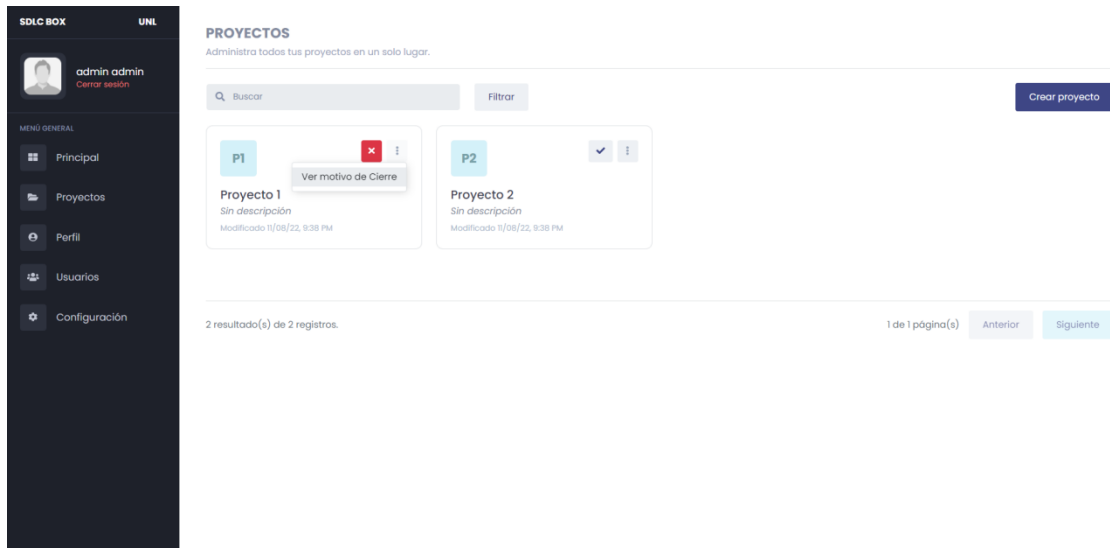 SDLC BOX UNL
admin admin
Cerrar sesión
MENÚ GENERAL
Principal
Proyectos
Perfil
Usuarios
Configuración
PROYECTOS
Administra todos tus proyectos en un solo lugar.
Buscar
Filtrar
Crear proyecto
P1
Ver motivo de Cierre
Proyecto 1
Sin descripción
Modificado 11/08/22, 9:38 PM
P2
Proyecto 2
Sin descripción
Modificado 11/08/22, 9:38 PM
2 resultado(s) de 2 registros.
1 de 1 página(s)
Anterior
Siguiente